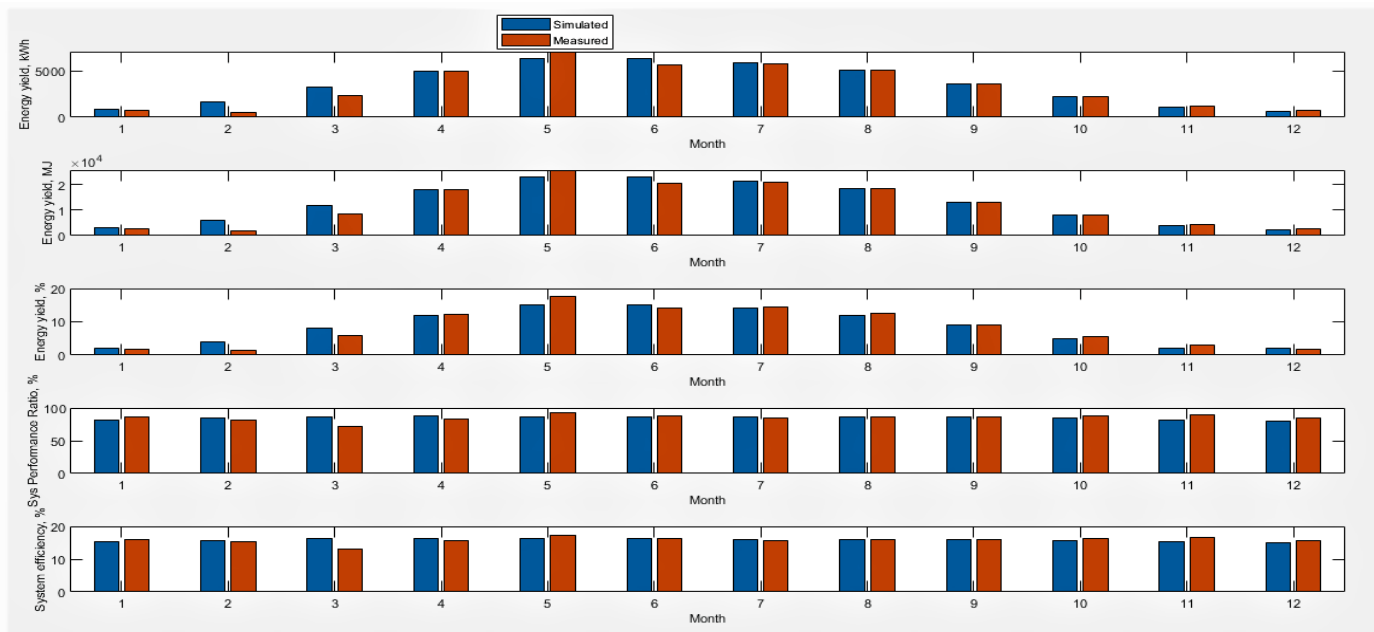 Simulated
Measured
Energy yield, kWh
5000
0
1 2 3 4 5 6 7 8 9 10 11 12
Month
× 10^4
Energy yield, MJ
2
1
0
1 2 3 4 5 6 7 8 9 10 11 12
Month
Energy yield, %
20
10
0
1 2 3 4 5 6 7 8 9 10 11 12
Month
Sys Performance Ratio, %
100
50
0
1 2 3 4 5 6 7 8 9 10 11 12
Month
System efficiency, %
20
10
0
1 2 3 4 5 6 7 8 9 10 11 12
Month